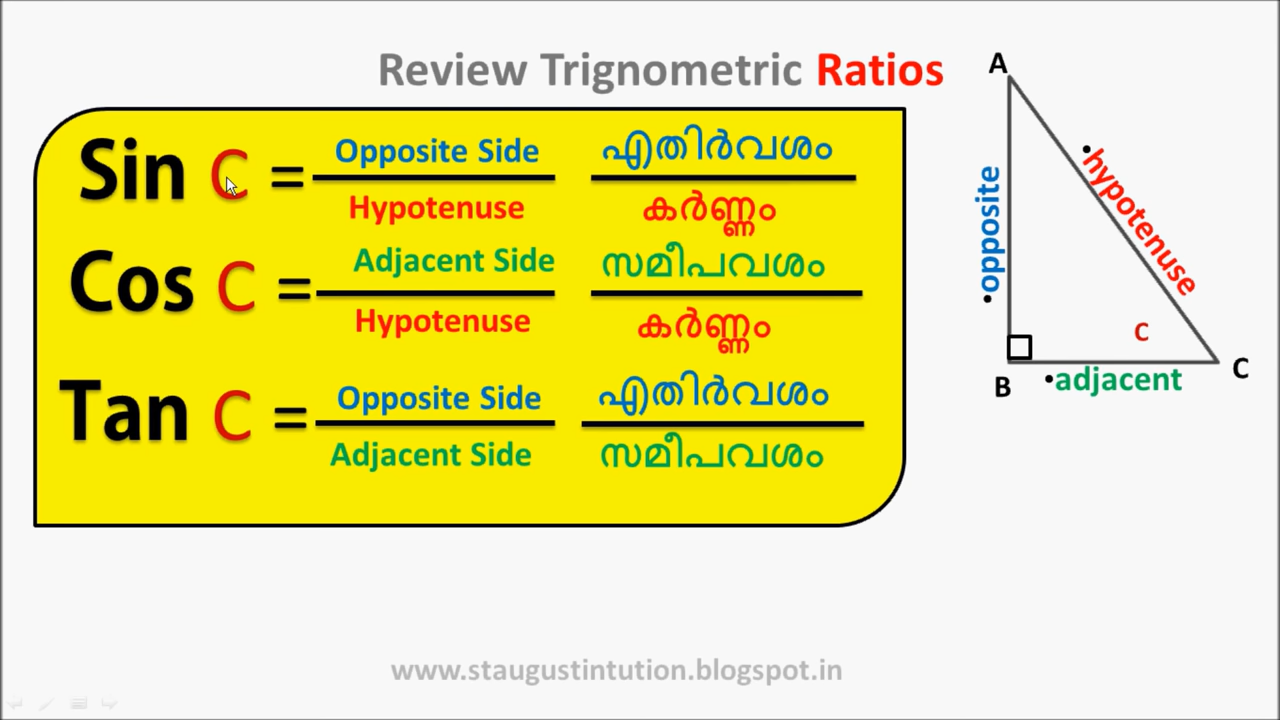 Review Trignometric Ratios
Sin C = Opposite Side / Hypotenuse എതിർവശം / കർണ്ണം
Cos C = Adjacent Side / Hypotenuse സമീപവശം / കർണ്ണം
Tan C = Opposite Side / Adjacent Side എതിർവശം / സമീപവശം
A
•opposite
•hypotenuse
C
B
C
•adjacent
www.staugustintution.blogspot.in